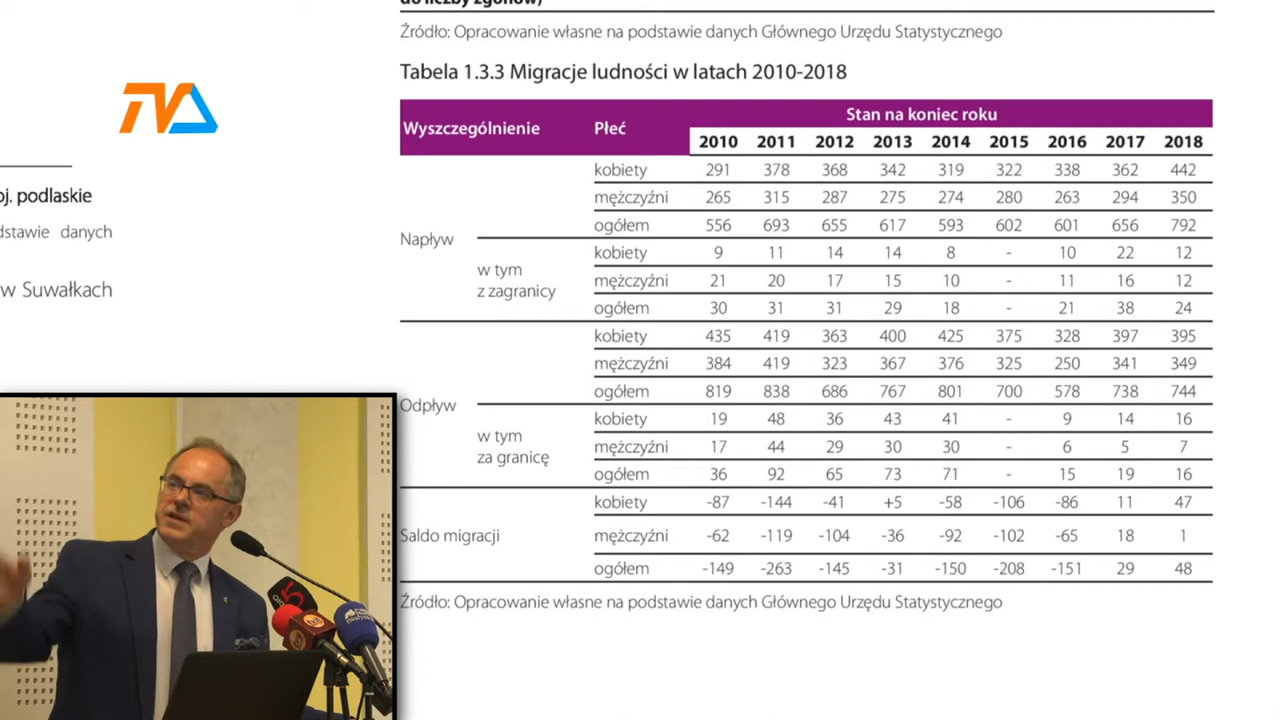 do liczby zgonów)
Źródło: Opracowanie własne na podstawie danych Głównego Urzędu Statystycznego
Tabela 1.3.3 Migracje ludności w latach 2010-2018
TVA
oj. podlaskie
dstawie danych
w Suwałkach
Wyszczególnienie Płeć Stan na koniec roku
2010 2011 2012 2013 2014 2015 2016 2017 2018
Napływ
kobiety 291 378 368 342 319 322 338 362 442
mężczyźni 265 315 287 275 274 280 263 294 350
ogółem 556 693 655 617 593 602 601 656 792
w tym
z zagranicy
kobiety 9 11 14 14 8 - 10 22 12
mężczyźni 21 20 17 15 10 - 11 16 12
ogółem 30 31 31 29 18 - 21 38 24
Odpływ
kobiety 435 419 363 400 425 375 328 397 395
mężczyźni 384 419 323 367 376 325 250 341 349
ogółem 819 838 686 767 801 700 578 738 744
w tym
za granicę
kobiety 19 48 36 43 41 - 9 14 16
mężczyźni 17 44 29 30 30 - 6 5 7
ogółem 36 92 65 73 71 - 15 19 16
Saldo migracji
kobiety -87 -144 -41 +5 -58 -106 -86 11 47
mężczyźni -62 -119 -104 -36 -92 -102 -65 18 1
ogółem -149 -263 -145 -31 -150 -208 -151 29 48
Źródło: Opracowanie własne na podstawie danych Głównego Urzędu Statystycznego